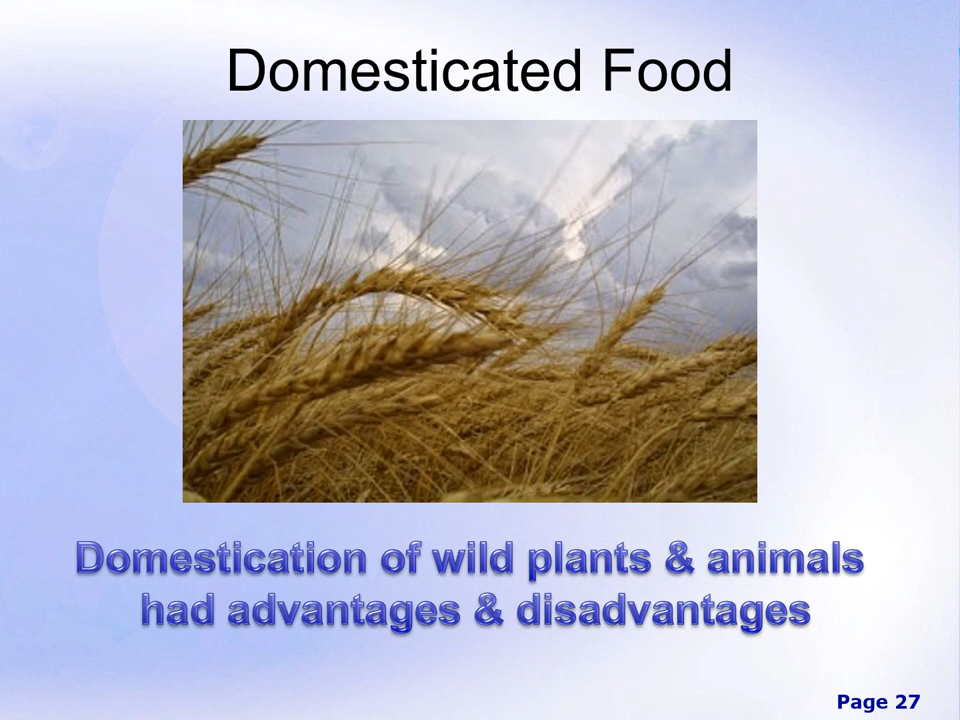 Domesticated Food
Domestication of wild plants & animals
had advantages & disadvantages
Page 27